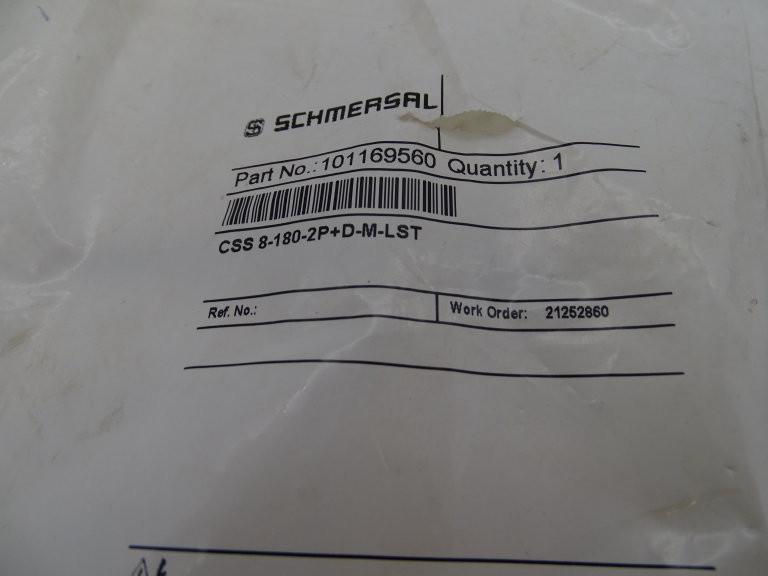 SCHMERSAL
Part No.:101169560 Quantity: 1
CSS 8-180-2P+D-M-LST
Ref. No.: Work Order: 21252860